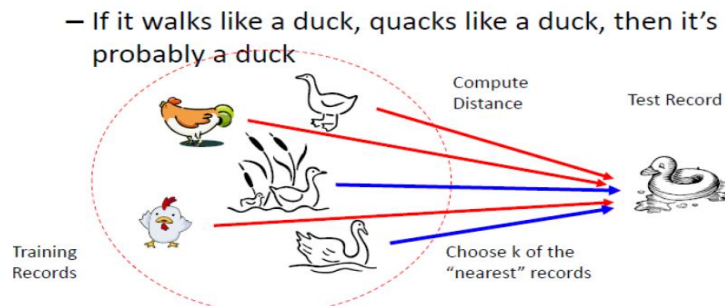 – If it walks like a duck, quacks like a duck, then it's
probably a duck
Compute
Distance
Test Record
Training
Records
Choose k of the
“nearest” records